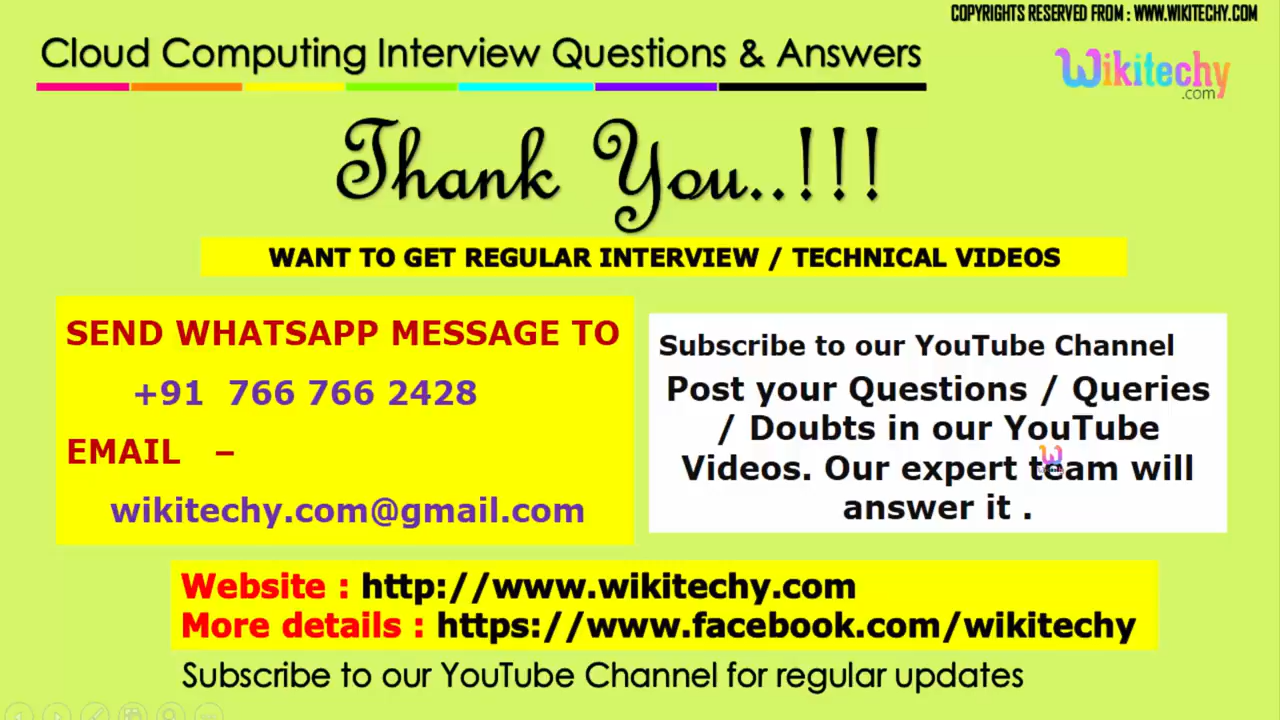 COPYRIGHTS RESERVED FROM : WWW.WIKITECHY.COM
Cloud Computing Interview Questions & Answers
Wikitechy
.com
Thank You..!!!
WANT TO GET REGULAR INTERVIEW / TECHNICAL VIDEOS
SEND WHATSAPP MESSAGE TO
+91 766 766 2428
EMAIL –
wikitechy.com@gmail.com
Subscribe to our YouTube Channel
Post your Questions / Queries
/ Doubts in our YouTube
Videos. Our expert team will
answer it .
Website : http://www.wikitechy.com
More details : https://www.facebook.com/wikitechy
Subscribe to our YouTube Channel for regular updates